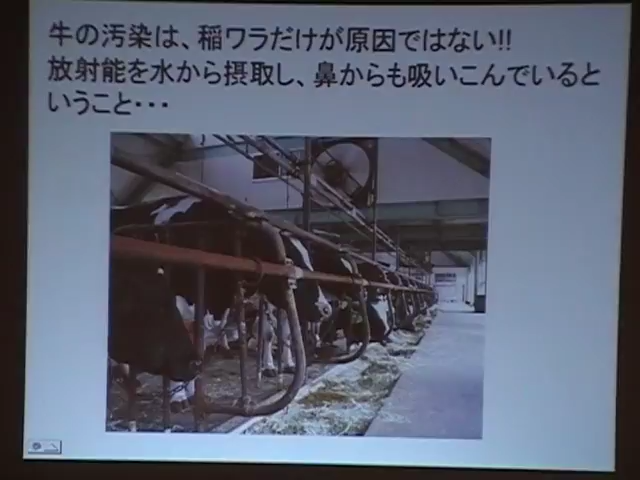 牛の汚染は、稲ワラだけが原因ではない!!
放射能を水から摂取し、鼻からも吸いこんでいると
いうこと・・・